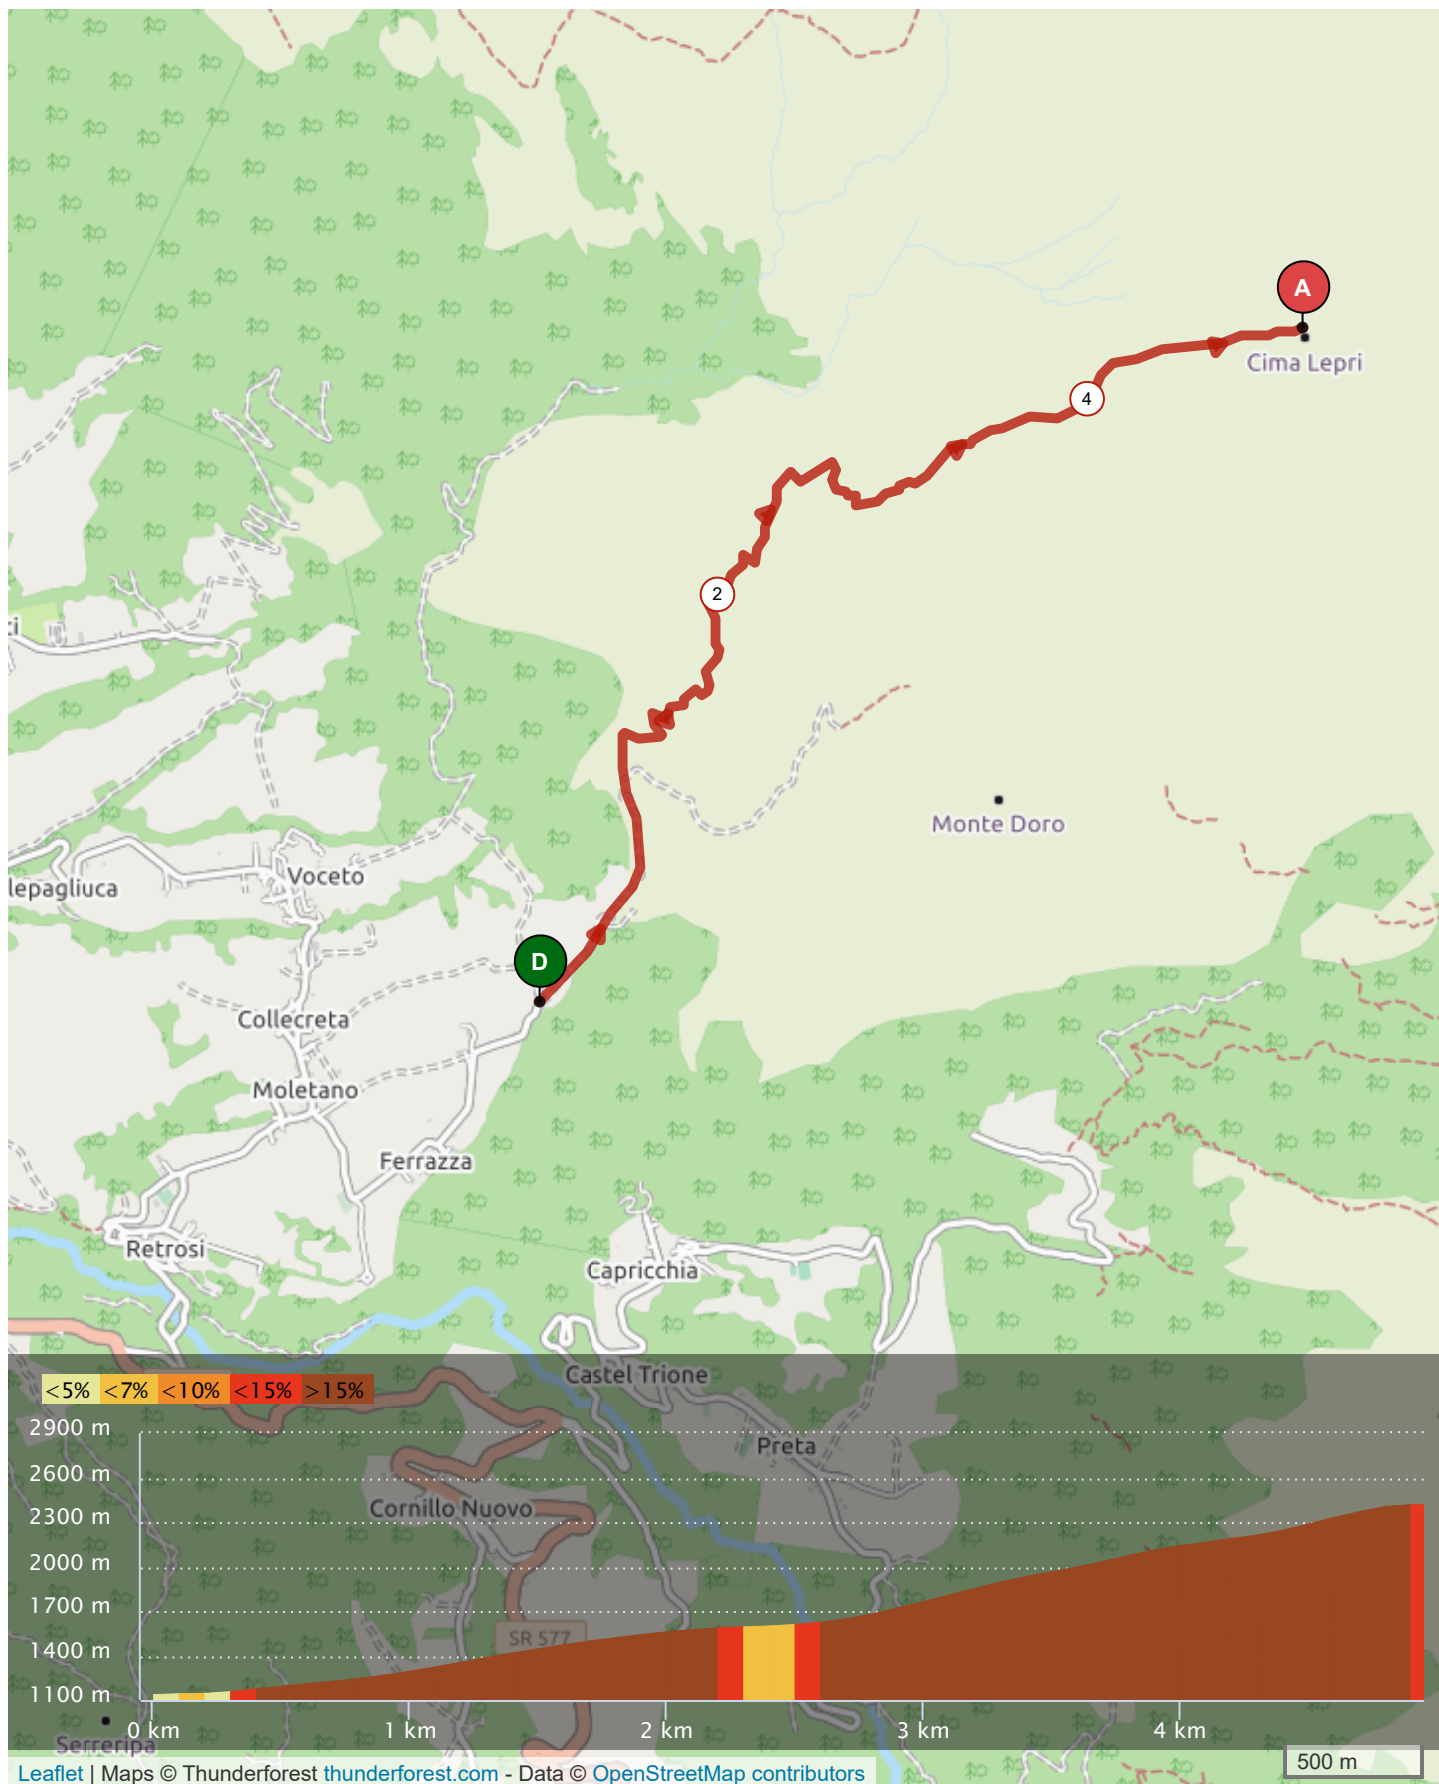 A
Cima Lepri
4
2
ti
Monte Doro
Voceto
lepagliuca
D
Collecreta
Moletano
Ferrazza
Retrosi
Capricchia
Castel Trione
<5% <7% <10% <15% >15%
2900 m
Preta
2600 m
Cornillo Nuovo
2300 m
2000 m
1700 m
SR 577
1400 m
1100 m
0 km 1 km 2 km 3 km 4 km
Serreripa
500 m
Leaflet | Maps © Thunderforest thunderforest.com - Data © OpenStreetMap contributors